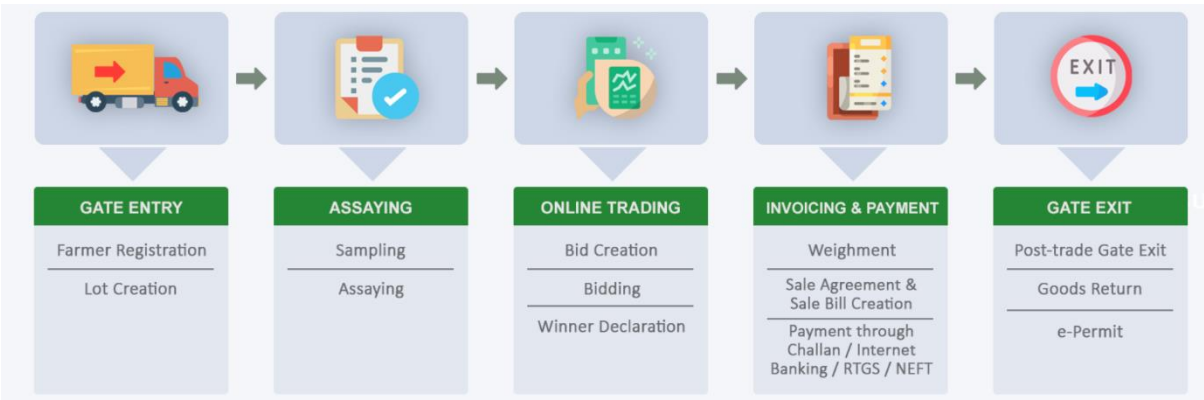 EXIT
GATE ENTRY
Farmer Registration
Lot Creation
ASSAYING
Sampling
Assaying
ONLINE TRADING
Bid Creation
Bidding
Winner Declaration
INVOICING & PAYMENT
Weighment
Sale Agreement &
Sale Bill Creation
Payment through
Challan / Internet
Banking / RTGS / NEFT
GATE EXIT
Post-trade Gate Exit
Goods Return
e-Permit